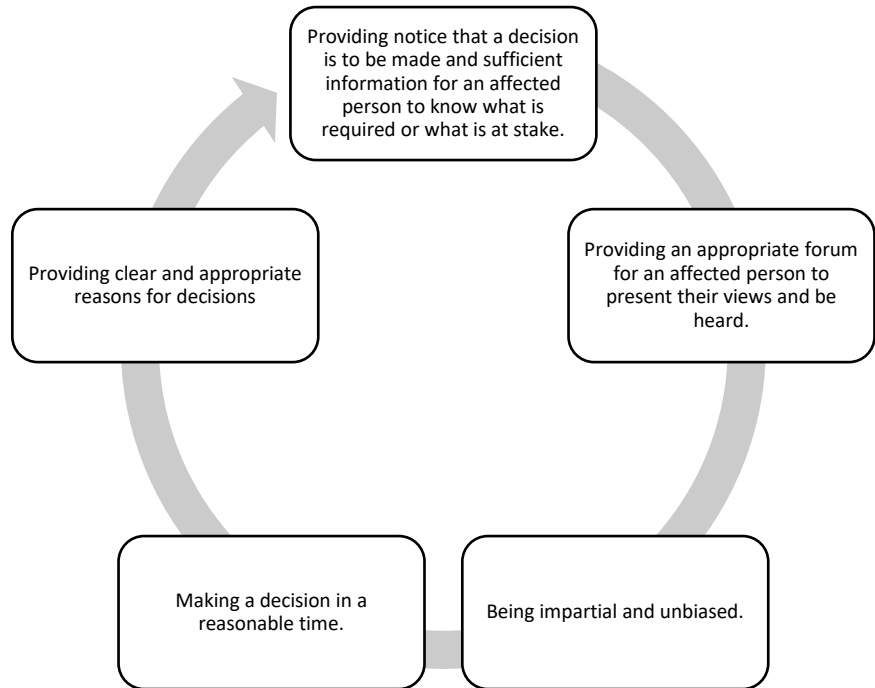 Providing notice that a decision
is to be made and sufficient
information for an affected
person to know what is
required or what is at stake.
Providing an appropriate forum
for an affected person to
present their views and be
heard.
Being impartial and unbiased.
Making a decision in a
reasonable time.
Providing clear and appropriate
reasons for decisions